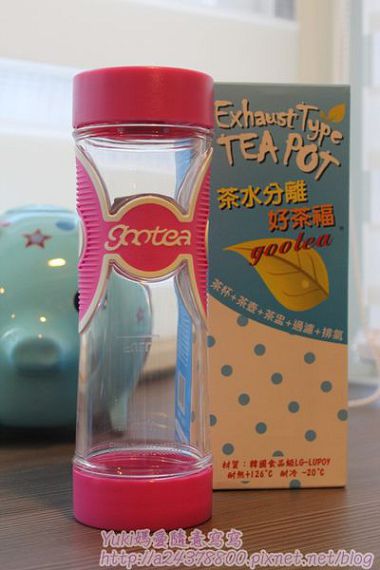 Exhaust Type
TEA POT
茶水分離
好茶福
gootea
gootea
茶杯+茶壺+茶盅+過濾+排氣
材質：韓國食品級LG-LUPOY
耐熱+126℃ 耐冷 -20℃
Yuki媽愛隨意寫寫
http://a24378800.pixnet.net/blog